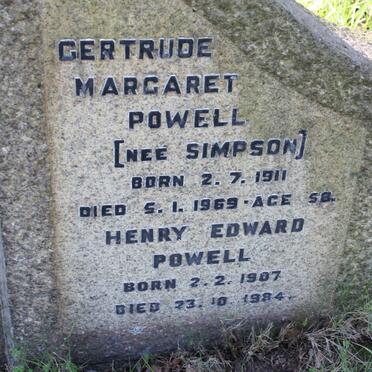 GERTRUDE
MARGARET
POWELL
[NEE SIMPSON]
BORN 2.7.1911
DIED 5.1.1969 - AGE 58.
HENRY EDWARD
POWELL
BORN 2.2.1907
DIED 23.10.1984.